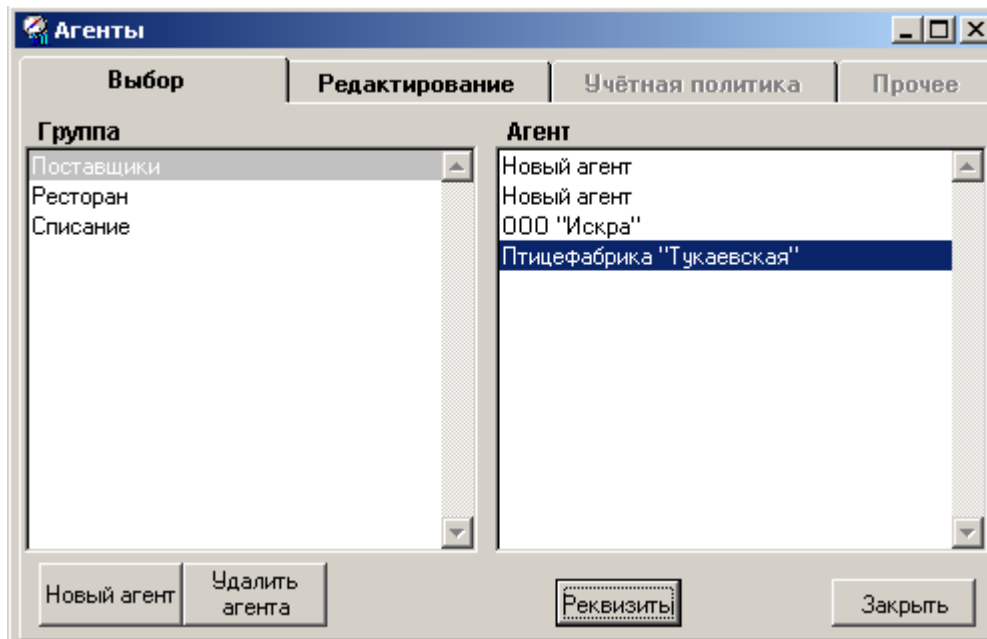 Агенты
Выбор
Редактирование
Учётная политика
Прочее
Группа
Поставщики
Ресторан
Списание
Агент
Новый агент
Новый агент
ООО "Искра"
Птицефабрика "Тукаевская"
Новый агент
Удалить
агента
Реквизиты
Закрыть